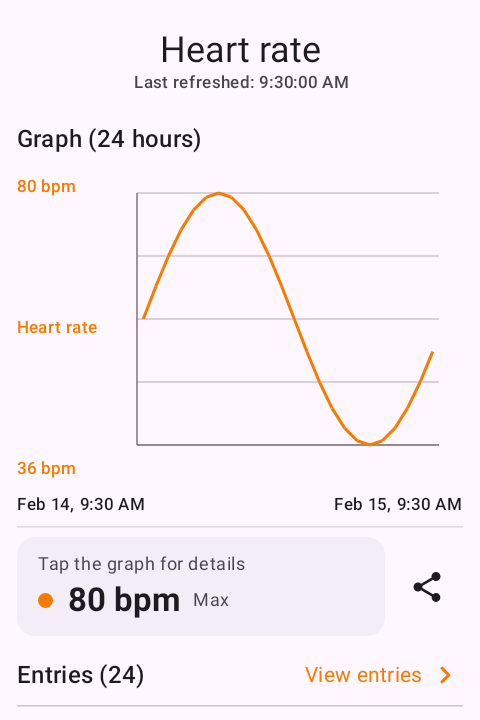 Heart rate
Last refreshed: 9:30:00 AM
Graph (24 hours)
80 bpm
Heart rate
36 bpm
Feb 14, 9:30 AM
Feb 15, 9:30 AM
Tap the graph for details
80 bpm Max
Entries (24)
View entries